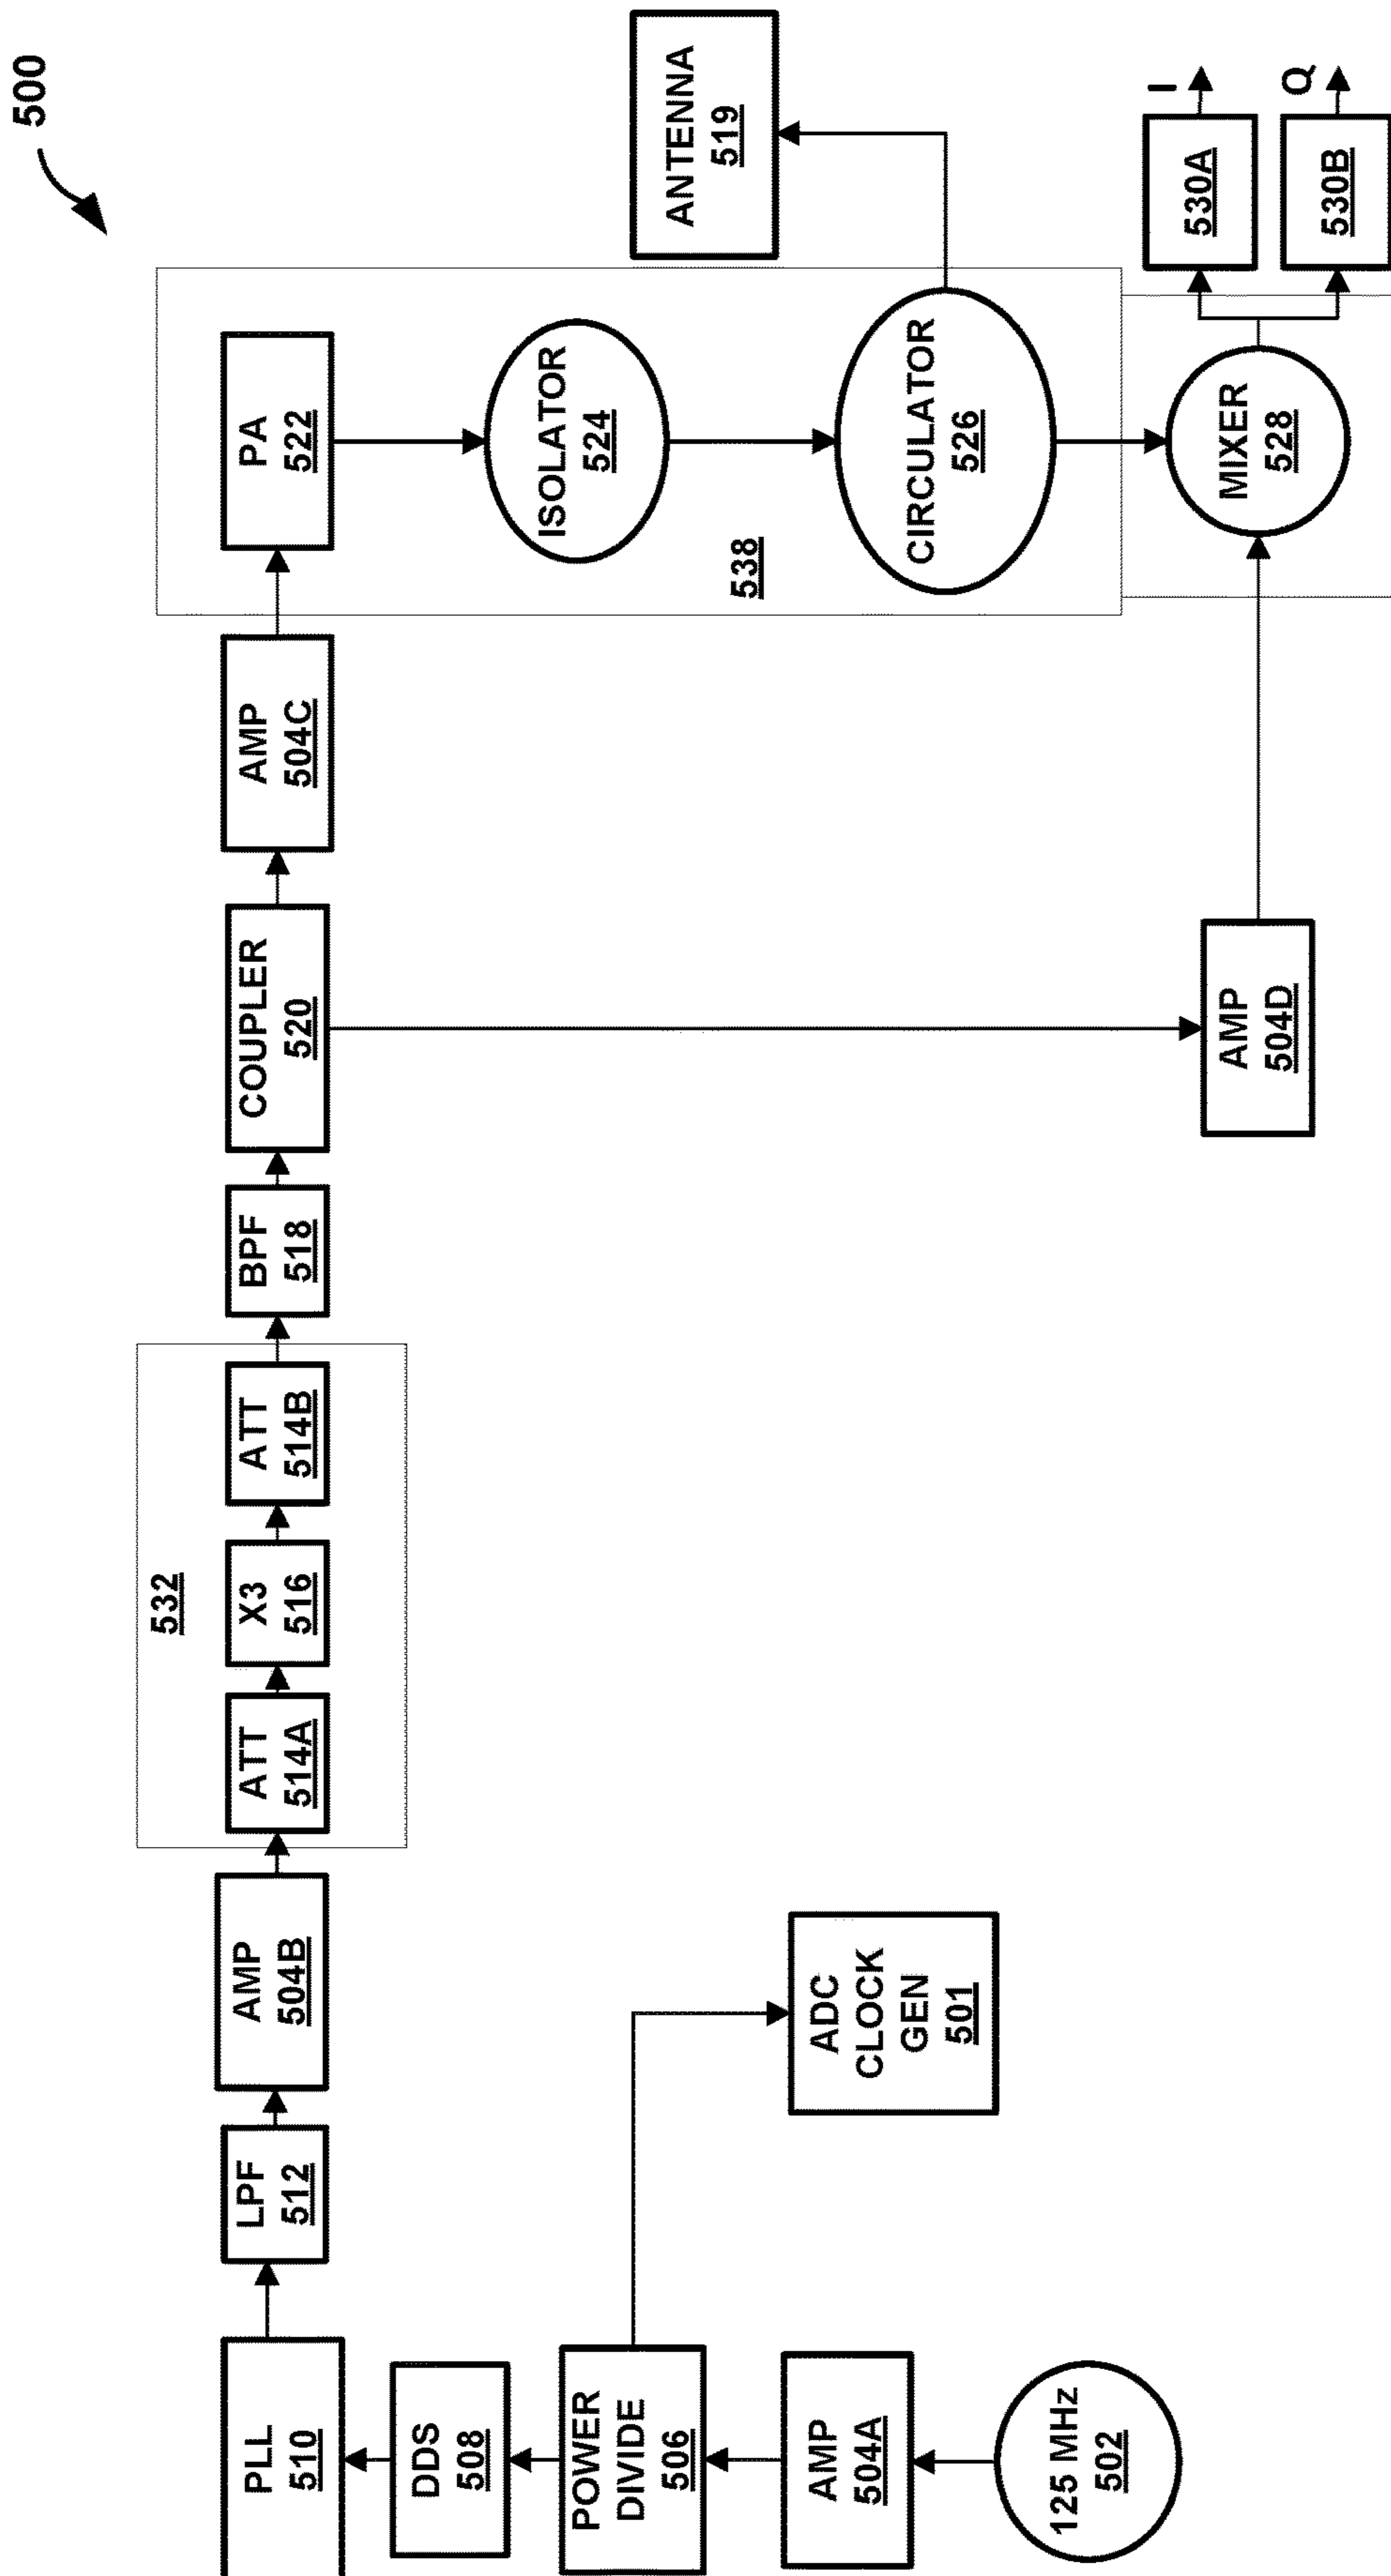 500
PLL
510
LPF
512
AMP
504B
532
ATT
514A
X3
516
ATT
514B
BPF
518
COUPLER
520
AMP
504C
PA
522
ISOLATOR
524
538
CIRCULATOR
526
ANTENNA
519
DDS
508
POWER
DIVIDE
506
AMP
504A
125 MHz
502
ADC
CLOCK
GEN
501
AMP
504D
MIXER
528
530A
I
530B
Q